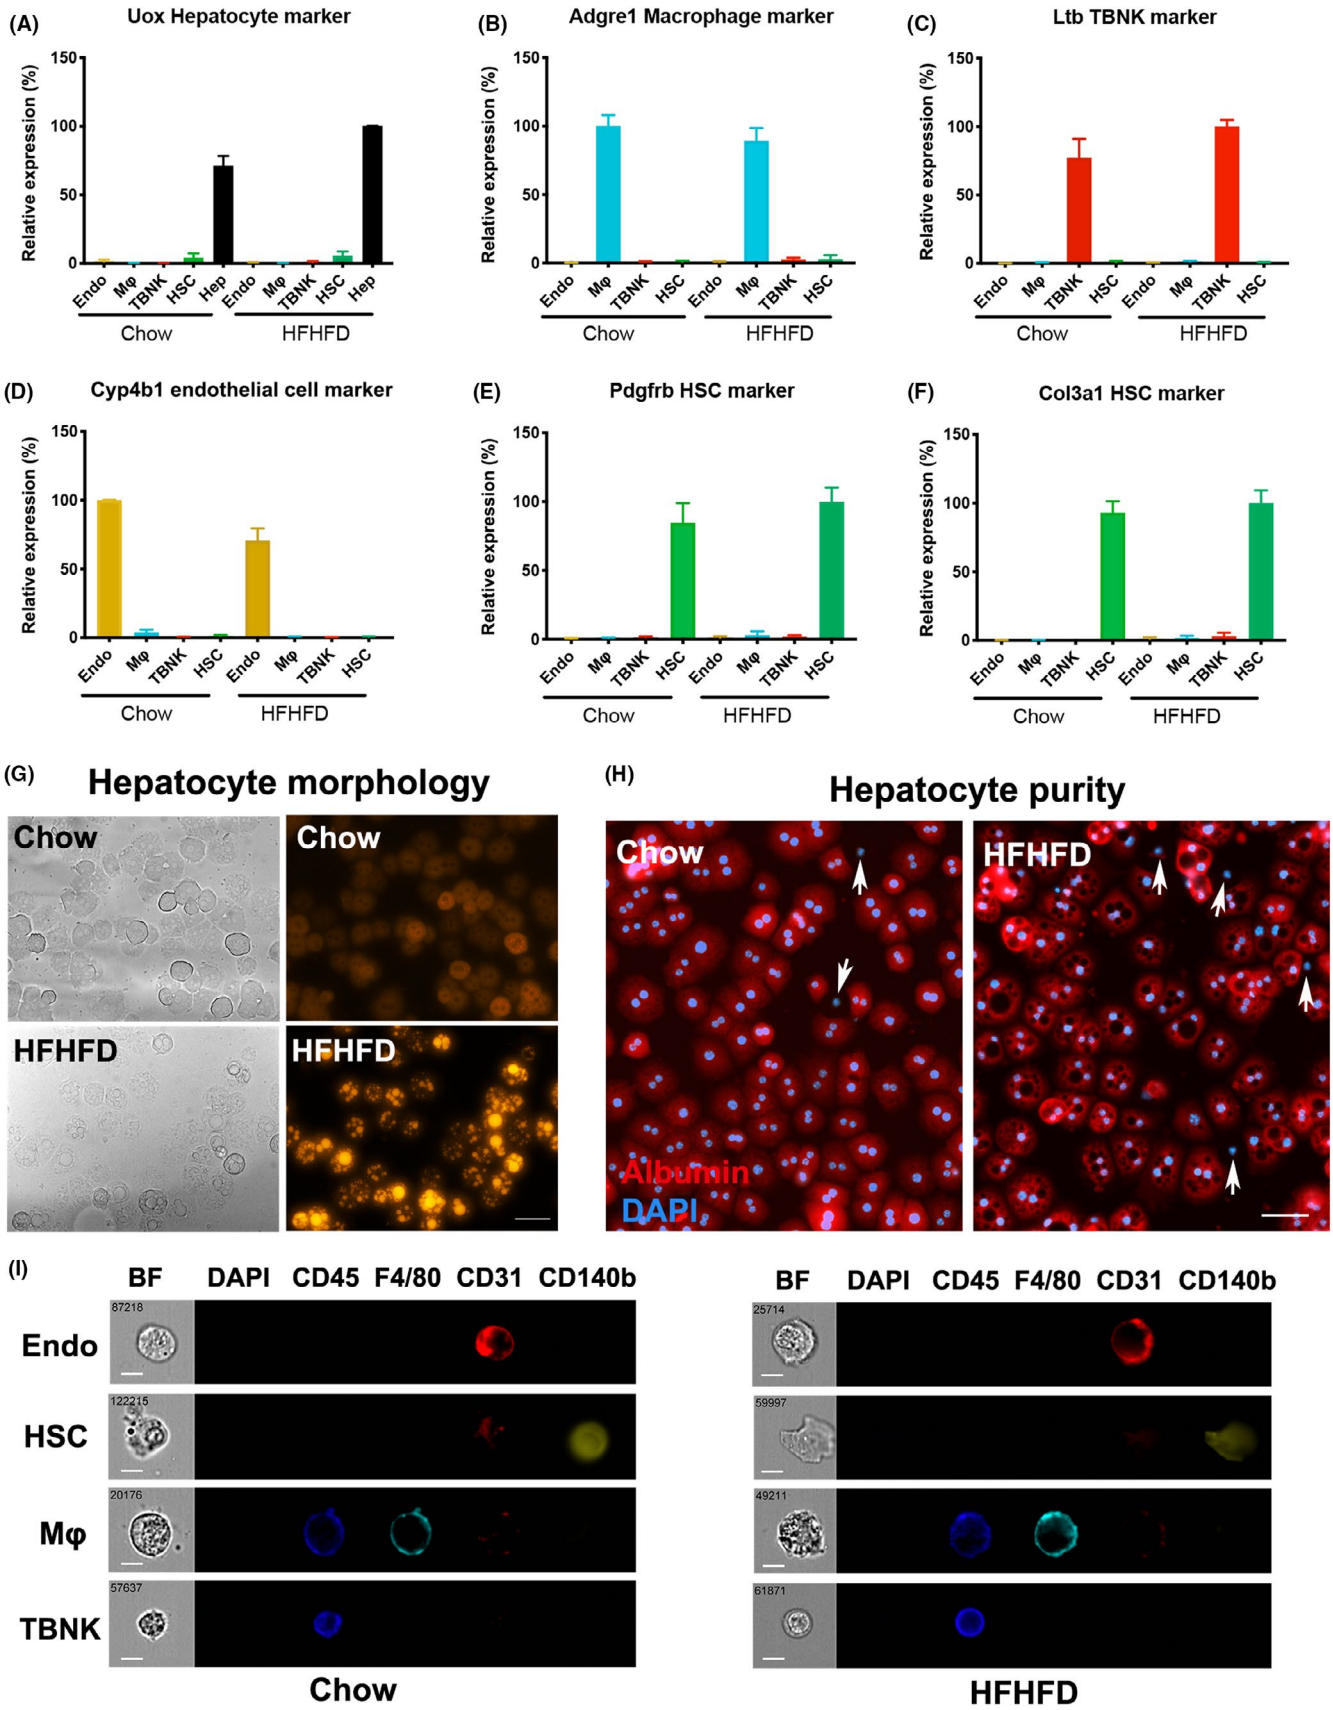 (A) Uox Hepatocyte marker
Relative expression (%)
150
100
50
0
Endo Mφ TBNK HSC Hep Endo Mφ TBNK HSC Hep
Chow HFHFD
(B) Adgre1 Macrophage marker
Relative expression (%)
150
100
50
0
Endo Mφ TBNK HSC Endo Mφ TBNK HSC
Chow HFHFD
(C) Ltb TBNK marker
Relative expression (%)
150
100
50
0
Endo Mφ TBNK HSC Endo Mφ TBNK HSC
Chow HFHFD
(D) Cyp4b1 endothelial cell marker
Relative expression (%)
150
100
50
0
Endo Mφ TBNK HSC Endo Mφ TBNK HSC
Chow HFHFD
(E) Pdgfrb HSC marker
Relative expression (%)
150
100
50
0
Endo Mφ TBNK HSC Endo Mφ TBNK HSC
Chow HFHFD
(F) Col3a1 HSC marker
Relative expression (%)
150
100
50
0
Endo Mφ TBNK HSC Endo Mφ TBNK HSC
Chow HFHFD
(G) Hepatocyte morphology
Chow Chow
HFHFD HFHFD
(H) Hepatocyte purity
Chow HFHFD
Albumin
DAPI
(I)
BF DAPI CD45 F4/80 CD31 CD140b BF DAPI CD45 F4/80 CD31 CD140b
Endo 87218 25714
HSC 122215 59997
Mφ 20176 49211
TBNK 57637 61871
Chow HFHFD